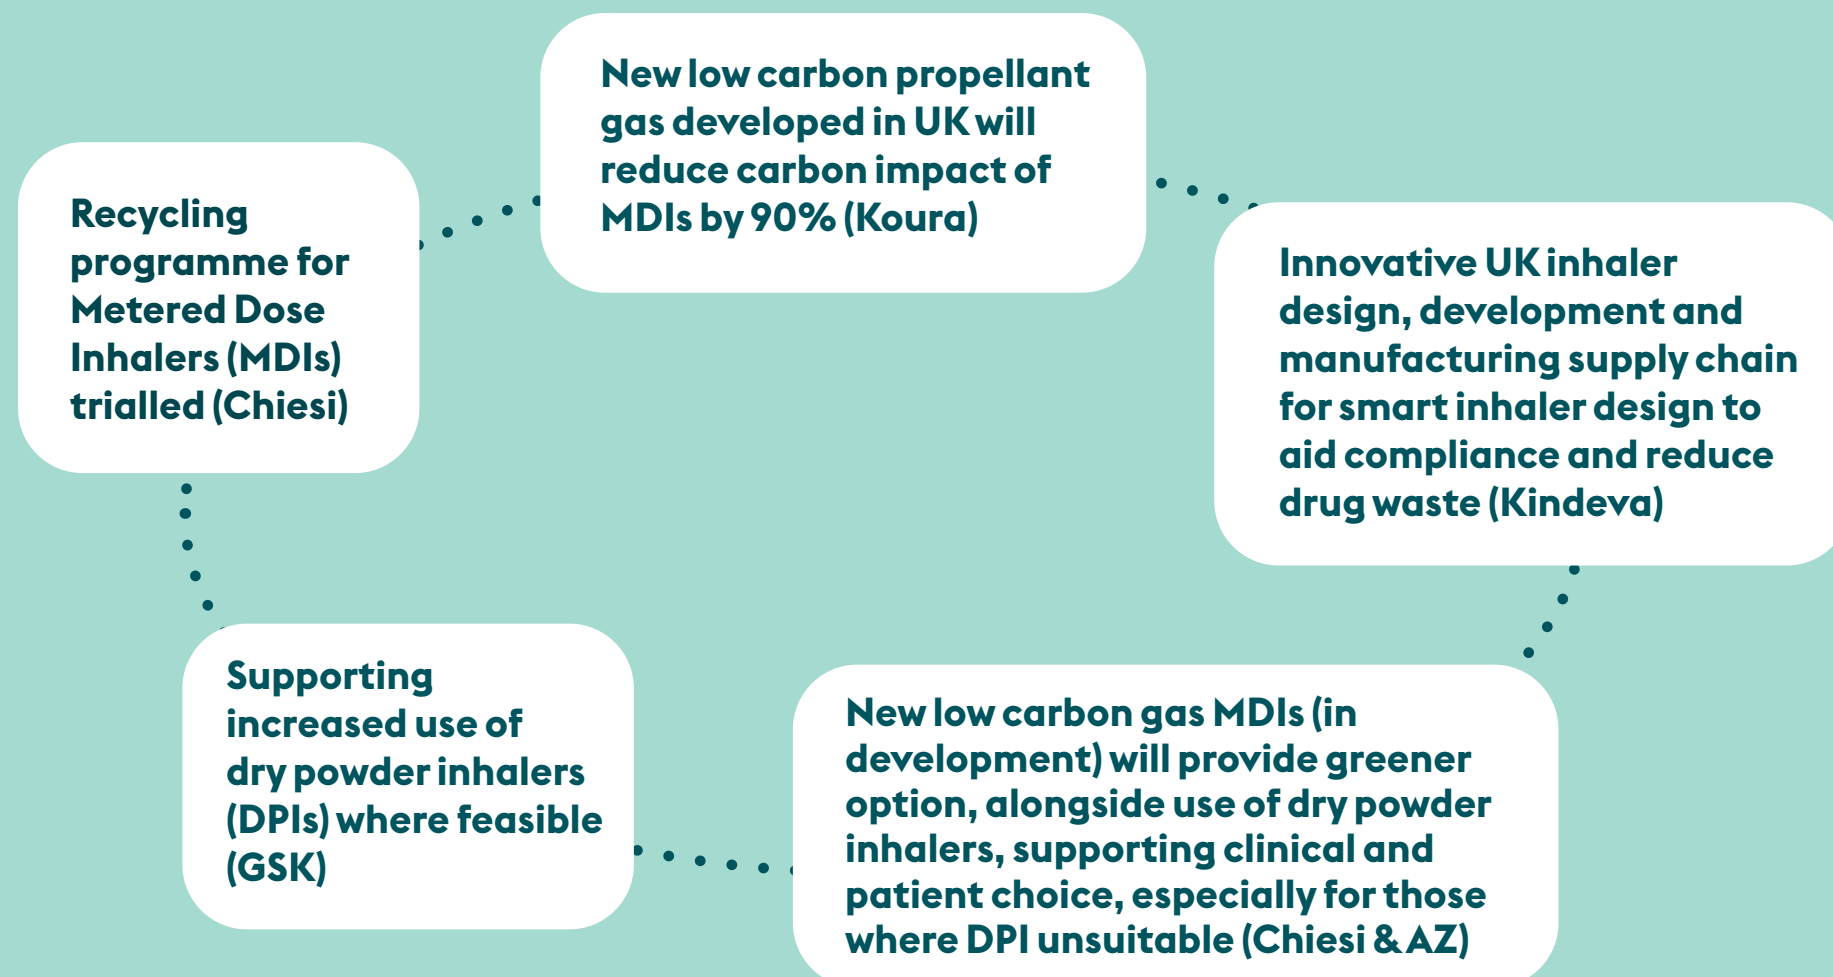 New low carbon propellant
gas developed in UK will
reduce carbon impact of
MDIs by 90% (Koura)
Recycling
programme for
Metered Dose
Inhalers (MDIs)
trialled (Chiesi)
Innovative UK inhaler
design, development and
manufacturing supply chain
for smart inhaler design to
aid compliance and reduce
drug waste (Kindeva)
Supporting
increased use of
dry powder inhalers
(DPIs) where feasible
(GSK)
New low carbon gas MDIs (in
development) will provide greener
option, alongside use of dry powder
inhalers, supporting clinical and
patient choice, especially for those
where DPI unsuitable (Chiesi & AZ)